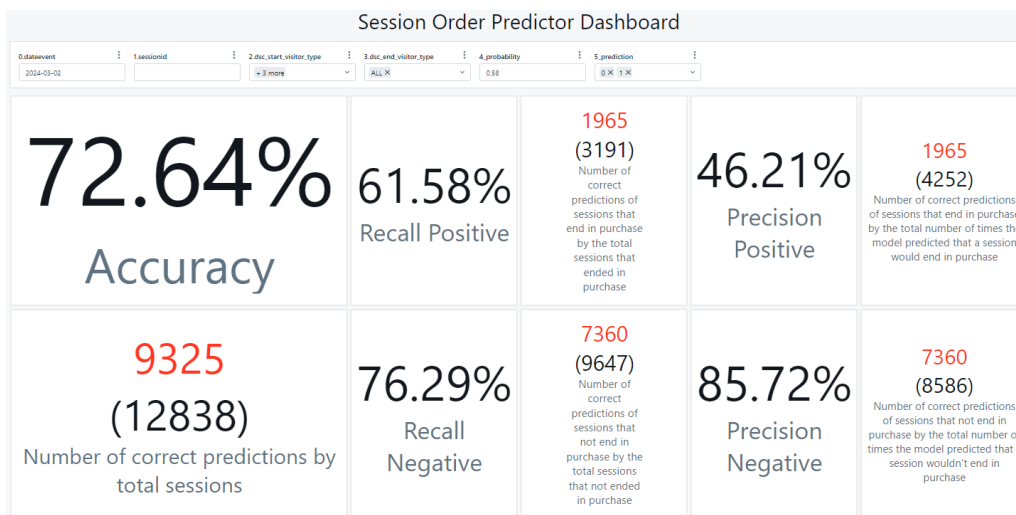 Session Order Predictor Dashboard
0.dateevent
1.sessionid
2.dsc_start_visitor_type
3.dsc_end_visitor_type
4_probability
5_prediction
2024-03-02
+ 3 more
ALL ×
0.58
0 × 1 ×
72.64%
Accuracy
61.58%
Recall Positive
1965
(3191)
Number of
correct
predictions of
sessions that
end in purchase
by the total
sessions that
ended in
purchase
46.21%
Precision
Positive
1965
(4252)
Number of correct predictions
of sessions that end in purchase
by the total number of times the
model predicted that a session
would end in purchase
9325
(12838)
Number of correct predictions by
total sessions
76.29%
Recall
Negative
7360
(9647)
Number of
correct
predictions of
sessions that
not end in
purchase by the
total sessions
that not ended
in purchase
85.72%
Precision
Negative
7360
(8586)
Number of correct predictions
of sessions that not end in
purchase by the total number o
times the model predicted that
session wouldn't end in
purchase